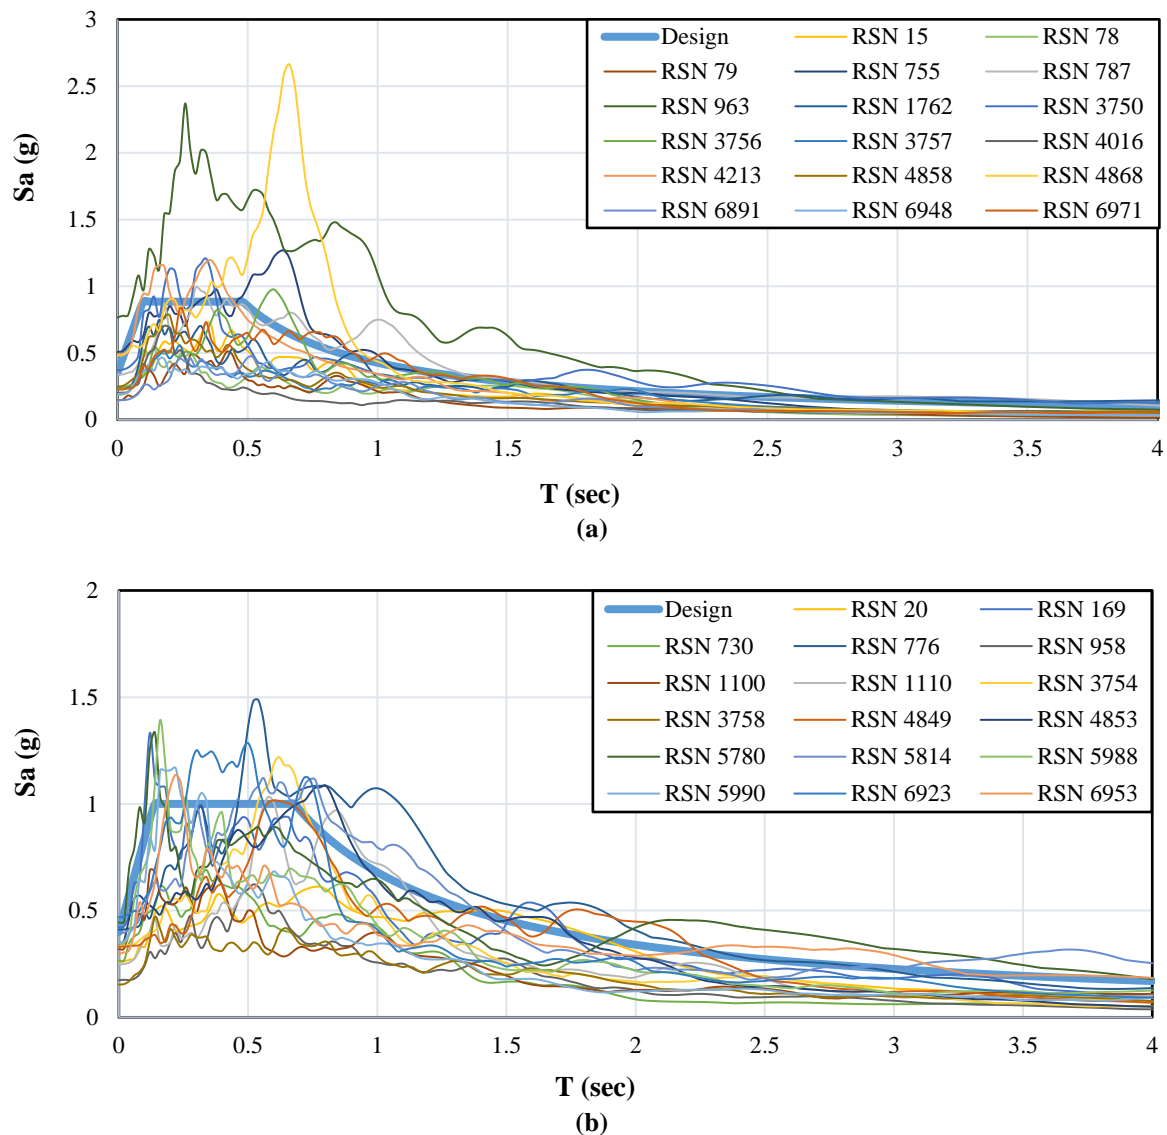 3
2.5
2
1.5
1
0.5
0
Sa (g)
Design RSN 15 RSN 78
RSN 79 RSN 755 RSN 787
RSN 963 RSN 1762 RSN 3750
RSN 3756 RSN 3757 RSN 4016
RSN 4213 RSN 4858 RSN 4868
RSN 6891 RSN 6948 RSN 6971
0 0.5 1 1.5 2 2.5 3 3.5 4
T (sec)
(a)
2
1.5
1
0.5
0
Sa (g)
Design RSN 20 RSN 169
RSN 730 RSN 776 RSN 958
RSN 1100 RSN 1110 RSN 3754
RSN 3758 RSN 4849 RSN 4853
RSN 5780 RSN 5814 RSN 5988
RSN 5990 RSN 6923 RSN 6953
0 0.5 1 1.5 2 2.5 3 3.5 4
T (sec)
(b)